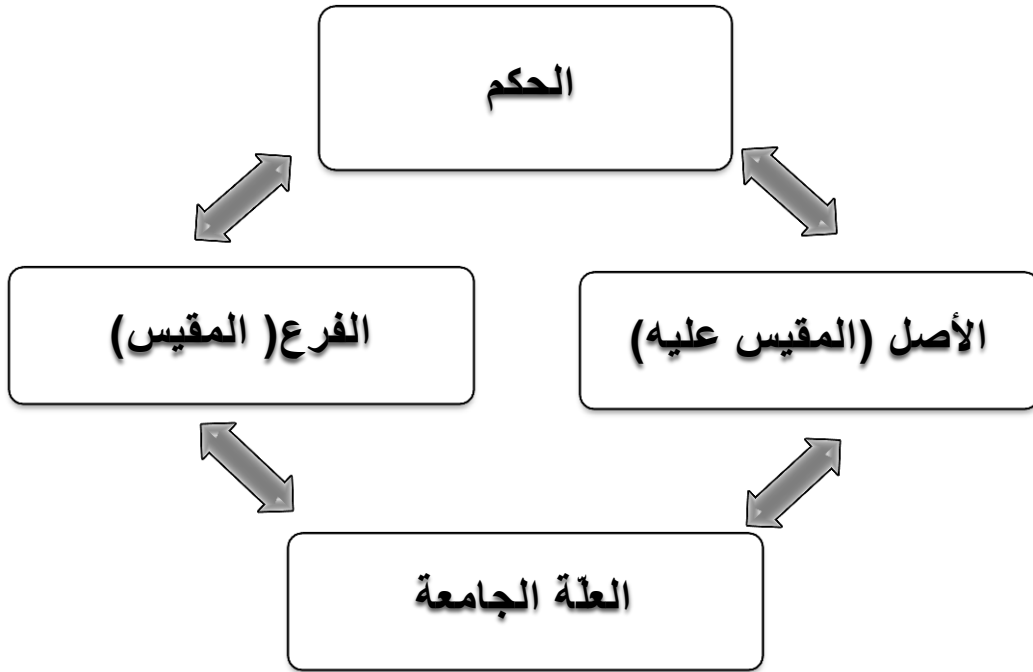 الحكم
الأصل (المقيس عليه)
الفرع( المقيس)
العلّة الجامعة